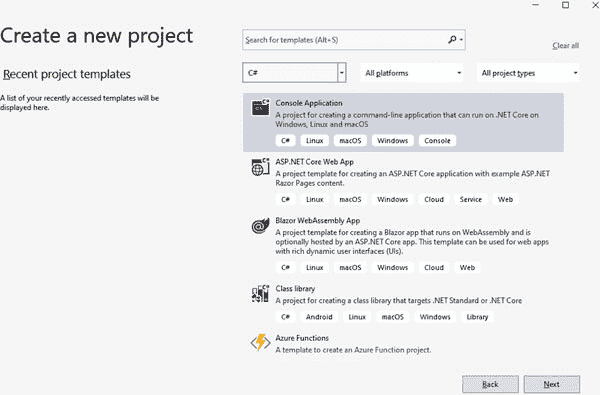 Create a new project
Search for templates (Alt+S)
Clear all
Recent project templates
C#
All platforms
All project types
A list of your recently accessed templates will
be displayed here.
Console Application
A project for creating a command-line application that can run on .NET Core on
Windows, Linux and macOS
C# Linux macOS Windows Console
ASP.NET Core Web App
A project template for creating an ASP.NET Core application with example ASP.NET
Razor Pages content.
C# Linux macOS Windows Cloud Service Web
Blazor WebAssembly App
A project template for creating a Blazor app that runs on WebAssembly and is
optionally hosted by an ASP.NET Core app. This template can be used for web apps
with rich dynamic user interfaces (UIs).
C# Linux macOS Windows Cloud Web
Class library
A project for creating a class library that targets .NET Standard or .NET Core
C# Android Linux macOS Windows Library
Azure Functions
A template to create an Azure Function project.
Back
Next